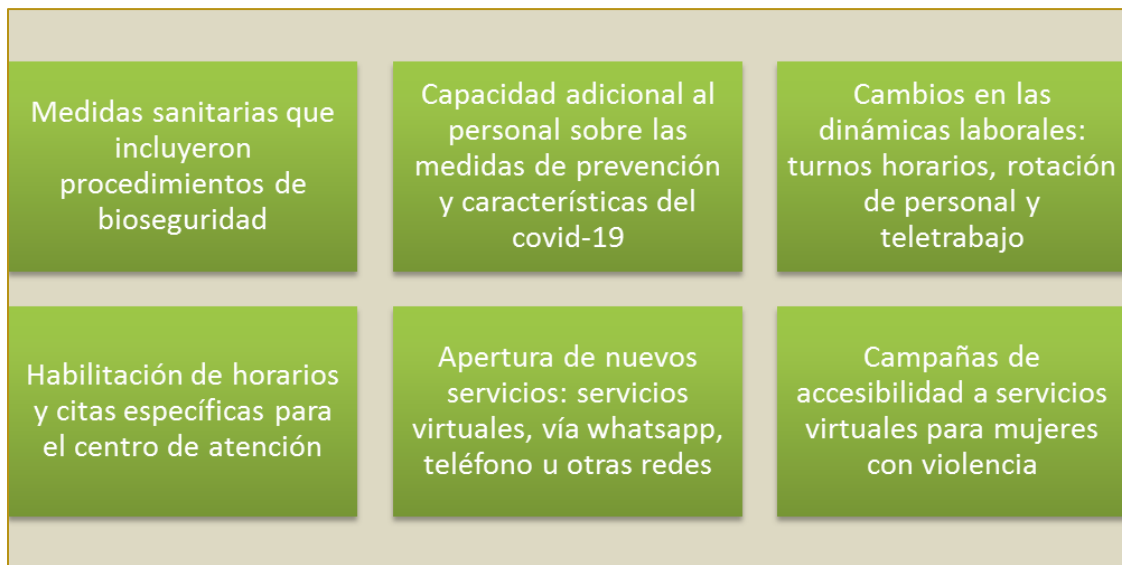 Medidas sanitarias que
incluyeron
procedimientos de
bioseguridad
Capacidad adicional al
personal sobre las
medidas de prevención
y características del
covid-19
Cambios en las
dinámicas laborales:
turnos horarios, rotación
de personal y
teletrabajo
Habilitación de horarios
y citas específicas para
el centro de atención
Apertura de nuevos
servicios: servicios
virtuales, vía whatsapp,
teléfono u otras redes
Campañas de
accesibilidad a servicios
virtuales para mujeres
con violencia